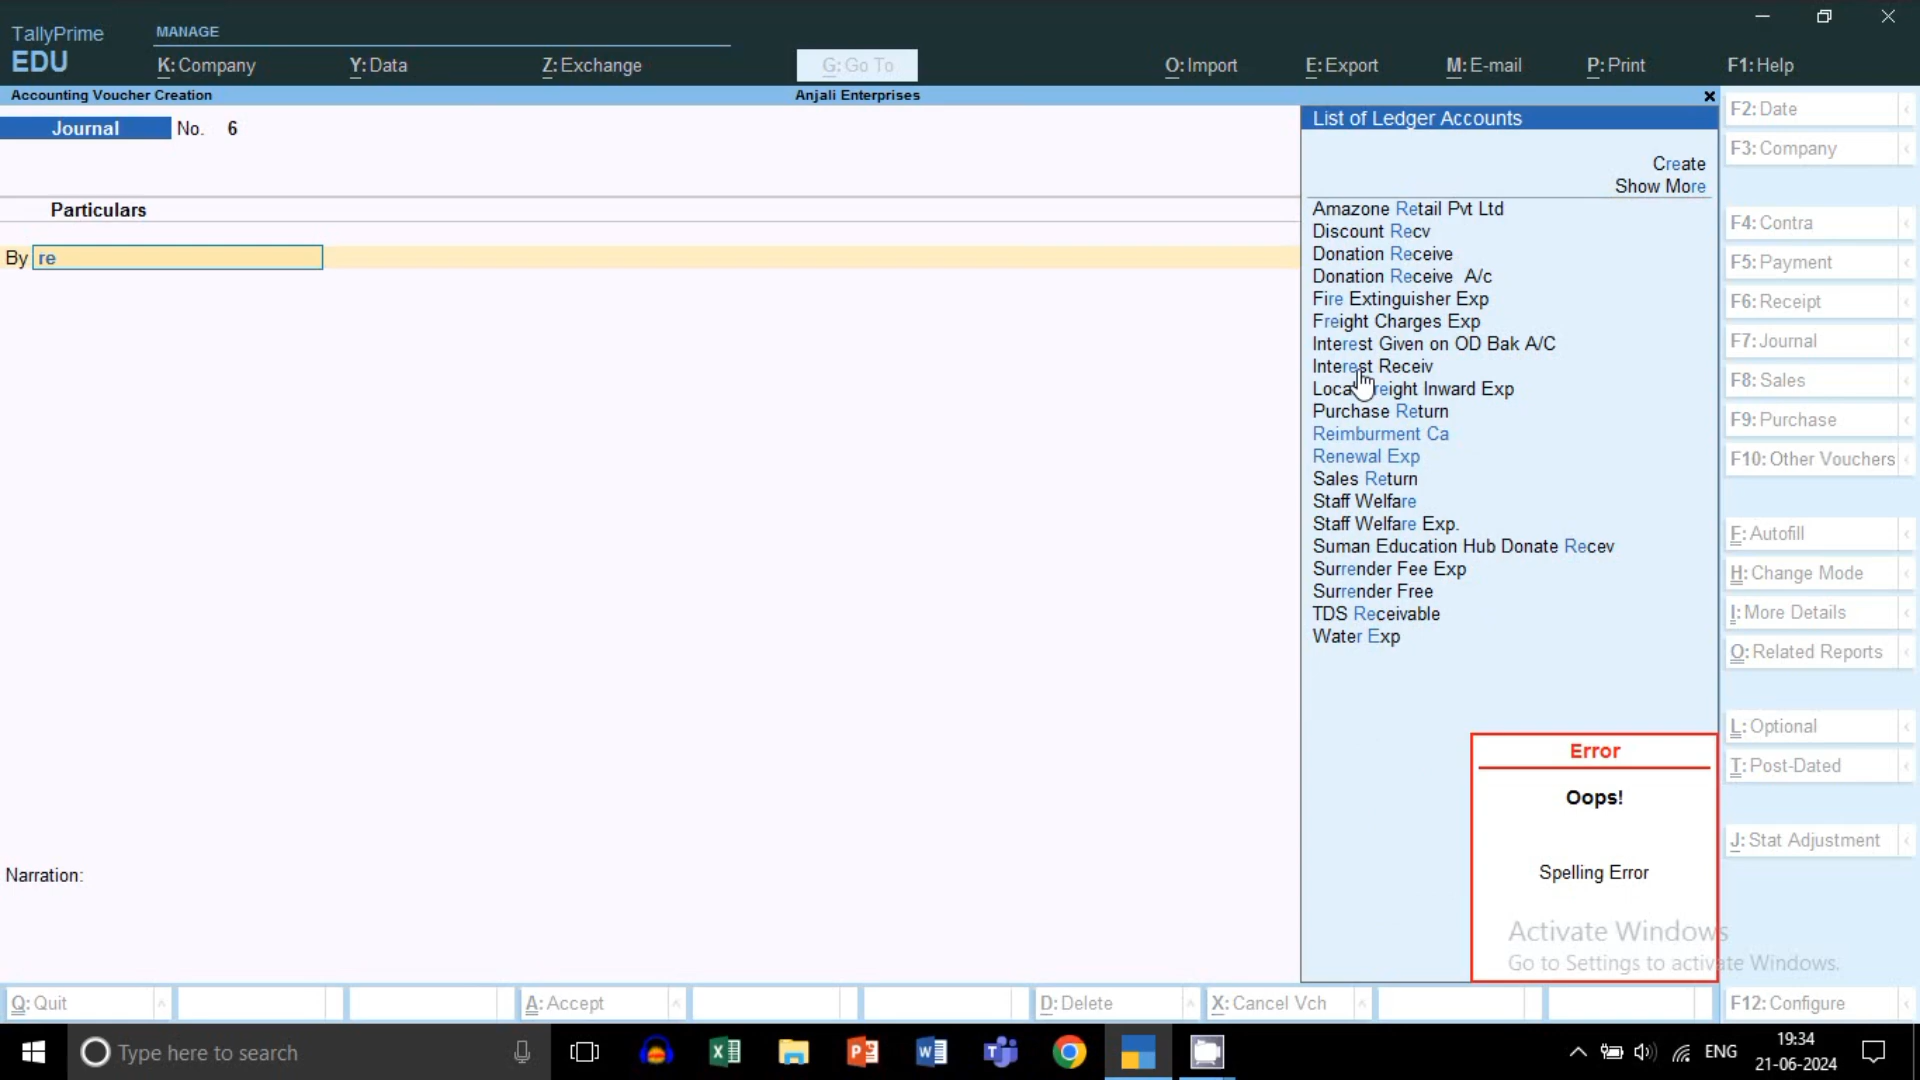 TallyPrime
EDU
MANAGE
K: Company
Y: Data
Z: Exchange
G: Go To
O: Import
E: Export
M: E-mail
P: Print
F1: Help
Accounting Voucher Creation
Anjali Enterprises
Journal No. 6
Particulars
By re
Narration:
List of Ledger Accounts
Create
Show More
Amazone Retail Pvt Ltd
Discount Recv
Donation Receive
Donation Receive A/c
Fire Extinguisher Exp
Freight Charges Exp
Interest Given on OD Bak A/C
Interest Receiv
Local Freight Inward Exp
Purchase Return
Reimburment Ca
Renewal Exp
Sales Return
Staff Welfare
Staff Welfare Exp.
Suman Education Hub Donate Recev
Surrender Fee Exp
Surrender Free
TDS Receivable
Water Exp
Error
Oops!
Spelling Error
Activate Windows
Go to Settings to activate Windows.
F2: Date
F3: Company
F4: Contra
F5: Payment
F6: Receipt
F7: Journal
F8: Sales
F9: Purchase
F10: Other Vouchers
F: Autofill
H: Change Mode
I: More Details
O: Related Reports
L: Optional
T: Post-Dated
J: Stat Adjustment
F12: Configure
Q: Quit
A: Accept
D: Delete
X: Cancel Vch
Type here to search
ENG
19:34
21-06-2024